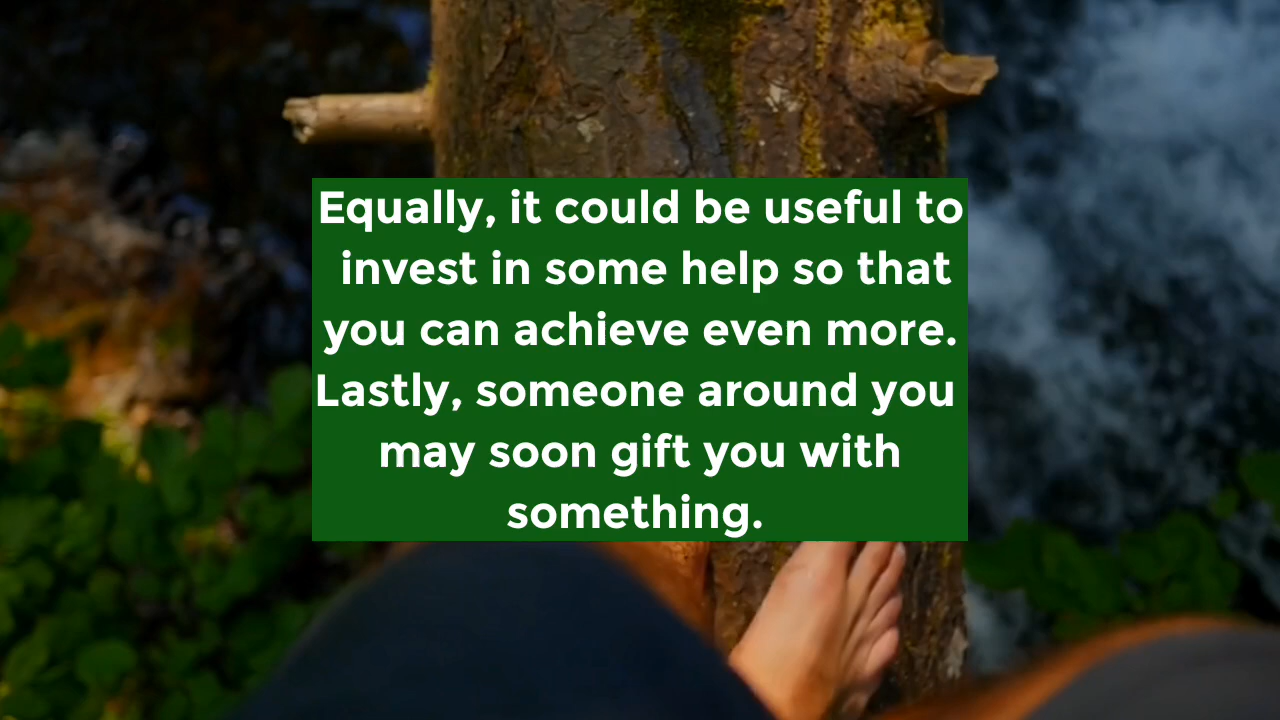 Equally, it could be useful to
invest in some help so that
you can achieve even more.
Lastly, someone around you
may soon gift you with
something.